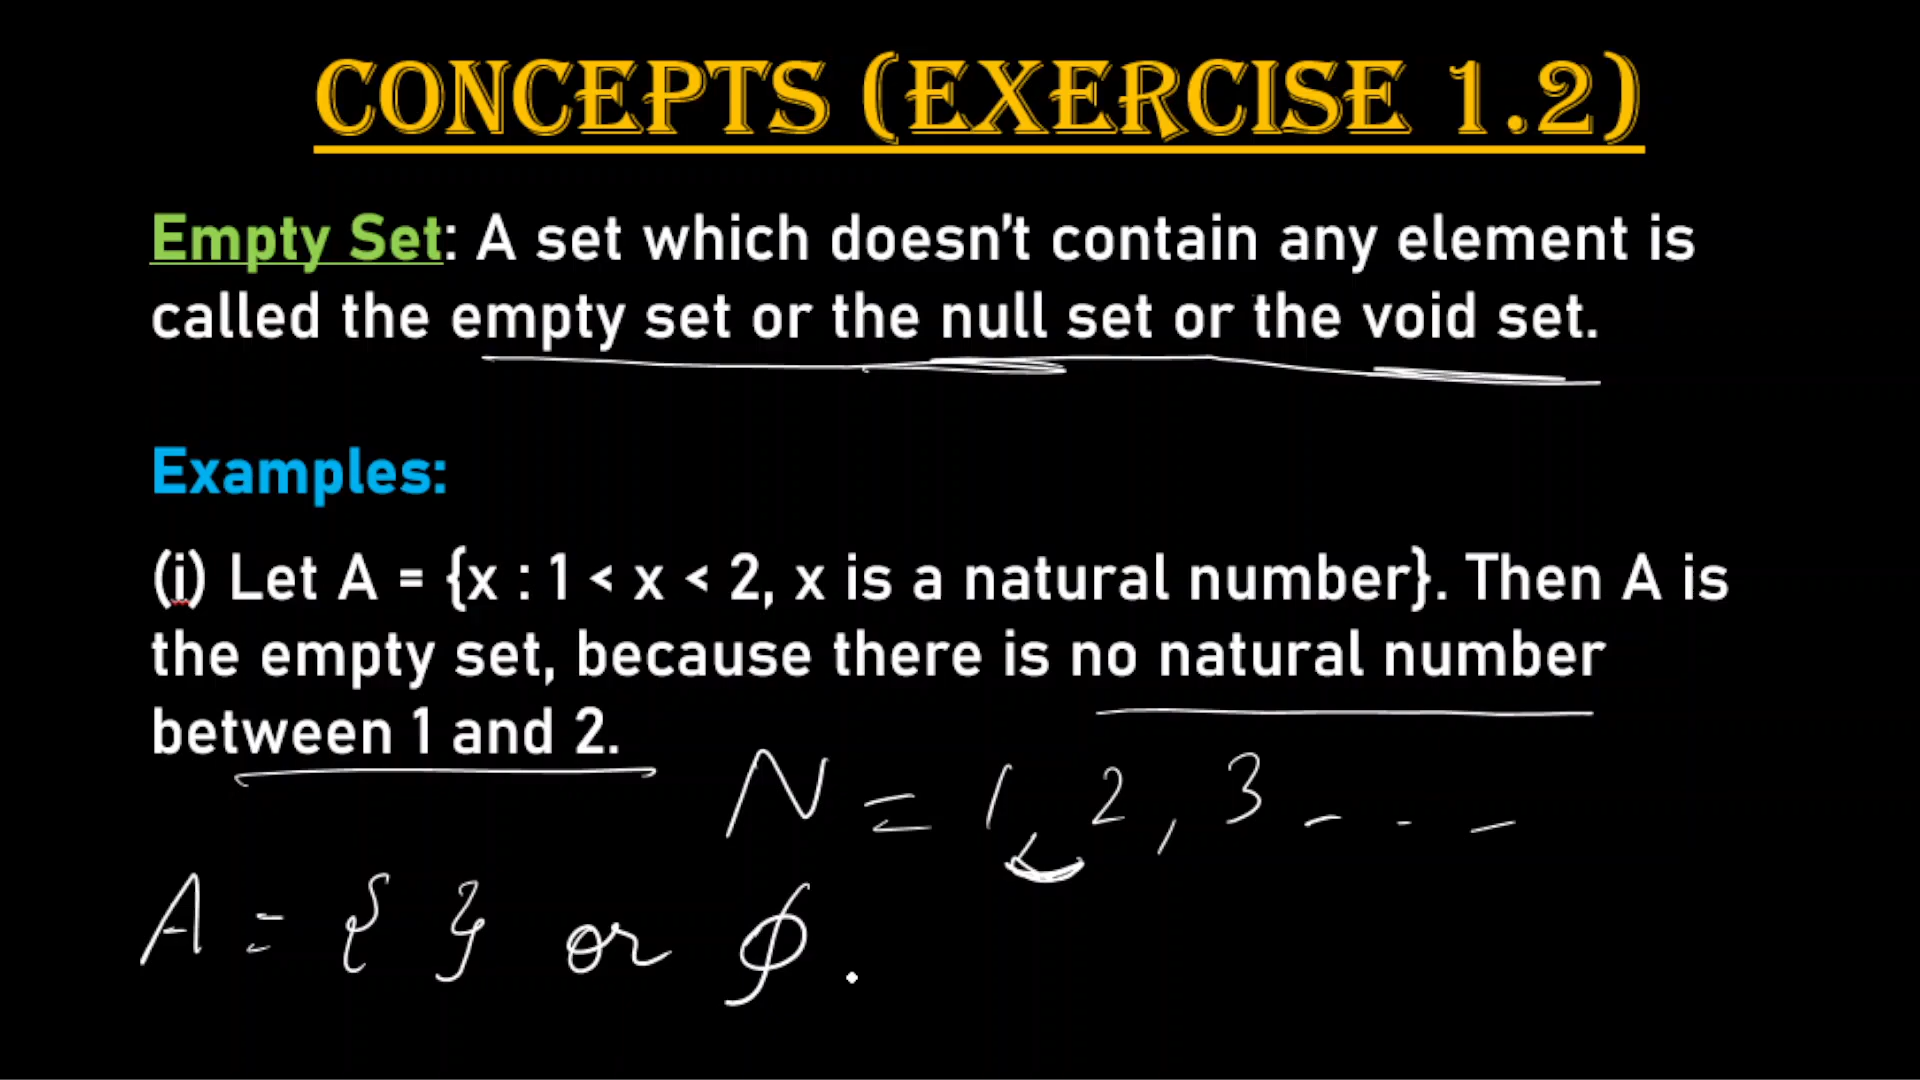 CONCEPTS (EXERCISE 1.2)
Empty Set: A set which doesn't contain any element is
called the empty set or the null set or the void set.
Examples:
(i) Let A = {x : 1 < x < 2, x is a natural number}. Then A is
the empty set, because there is no natural number
between 1 and 2.
N = 1, 2, 3 - - -
A = { } or ϕ .